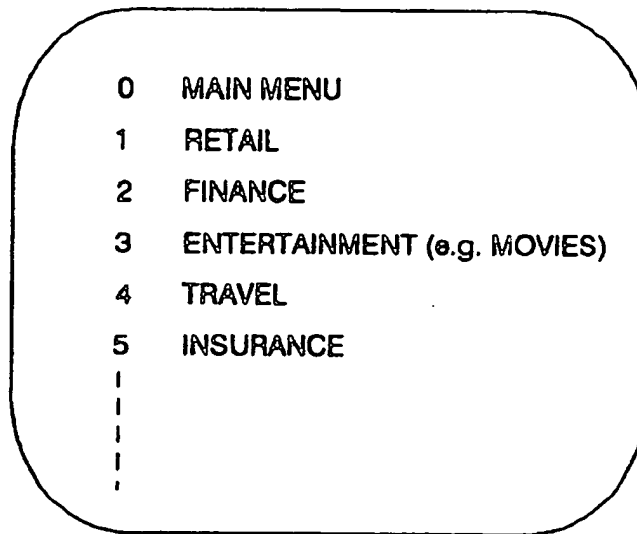 0 MAIN MENU
1 RETAIL
2 FINANCE
3 ENTERTAINMENT (e.g. MOVIES)
4 TRAVEL
5 INSURANCE